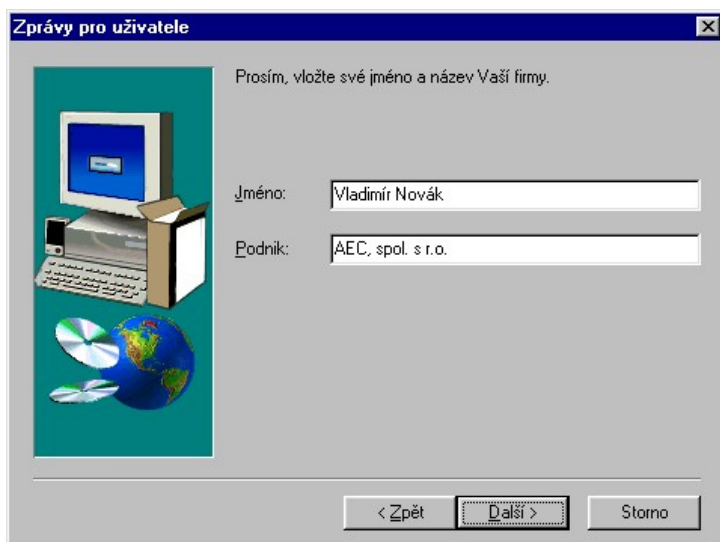 Zprávy pro uživatele
Prosím, vložte své jméno a název Vaší firmy.
Jméno: Vladimír Novák
Podnik: AEC, spol. s r.o.
< Zpět Další > Storno